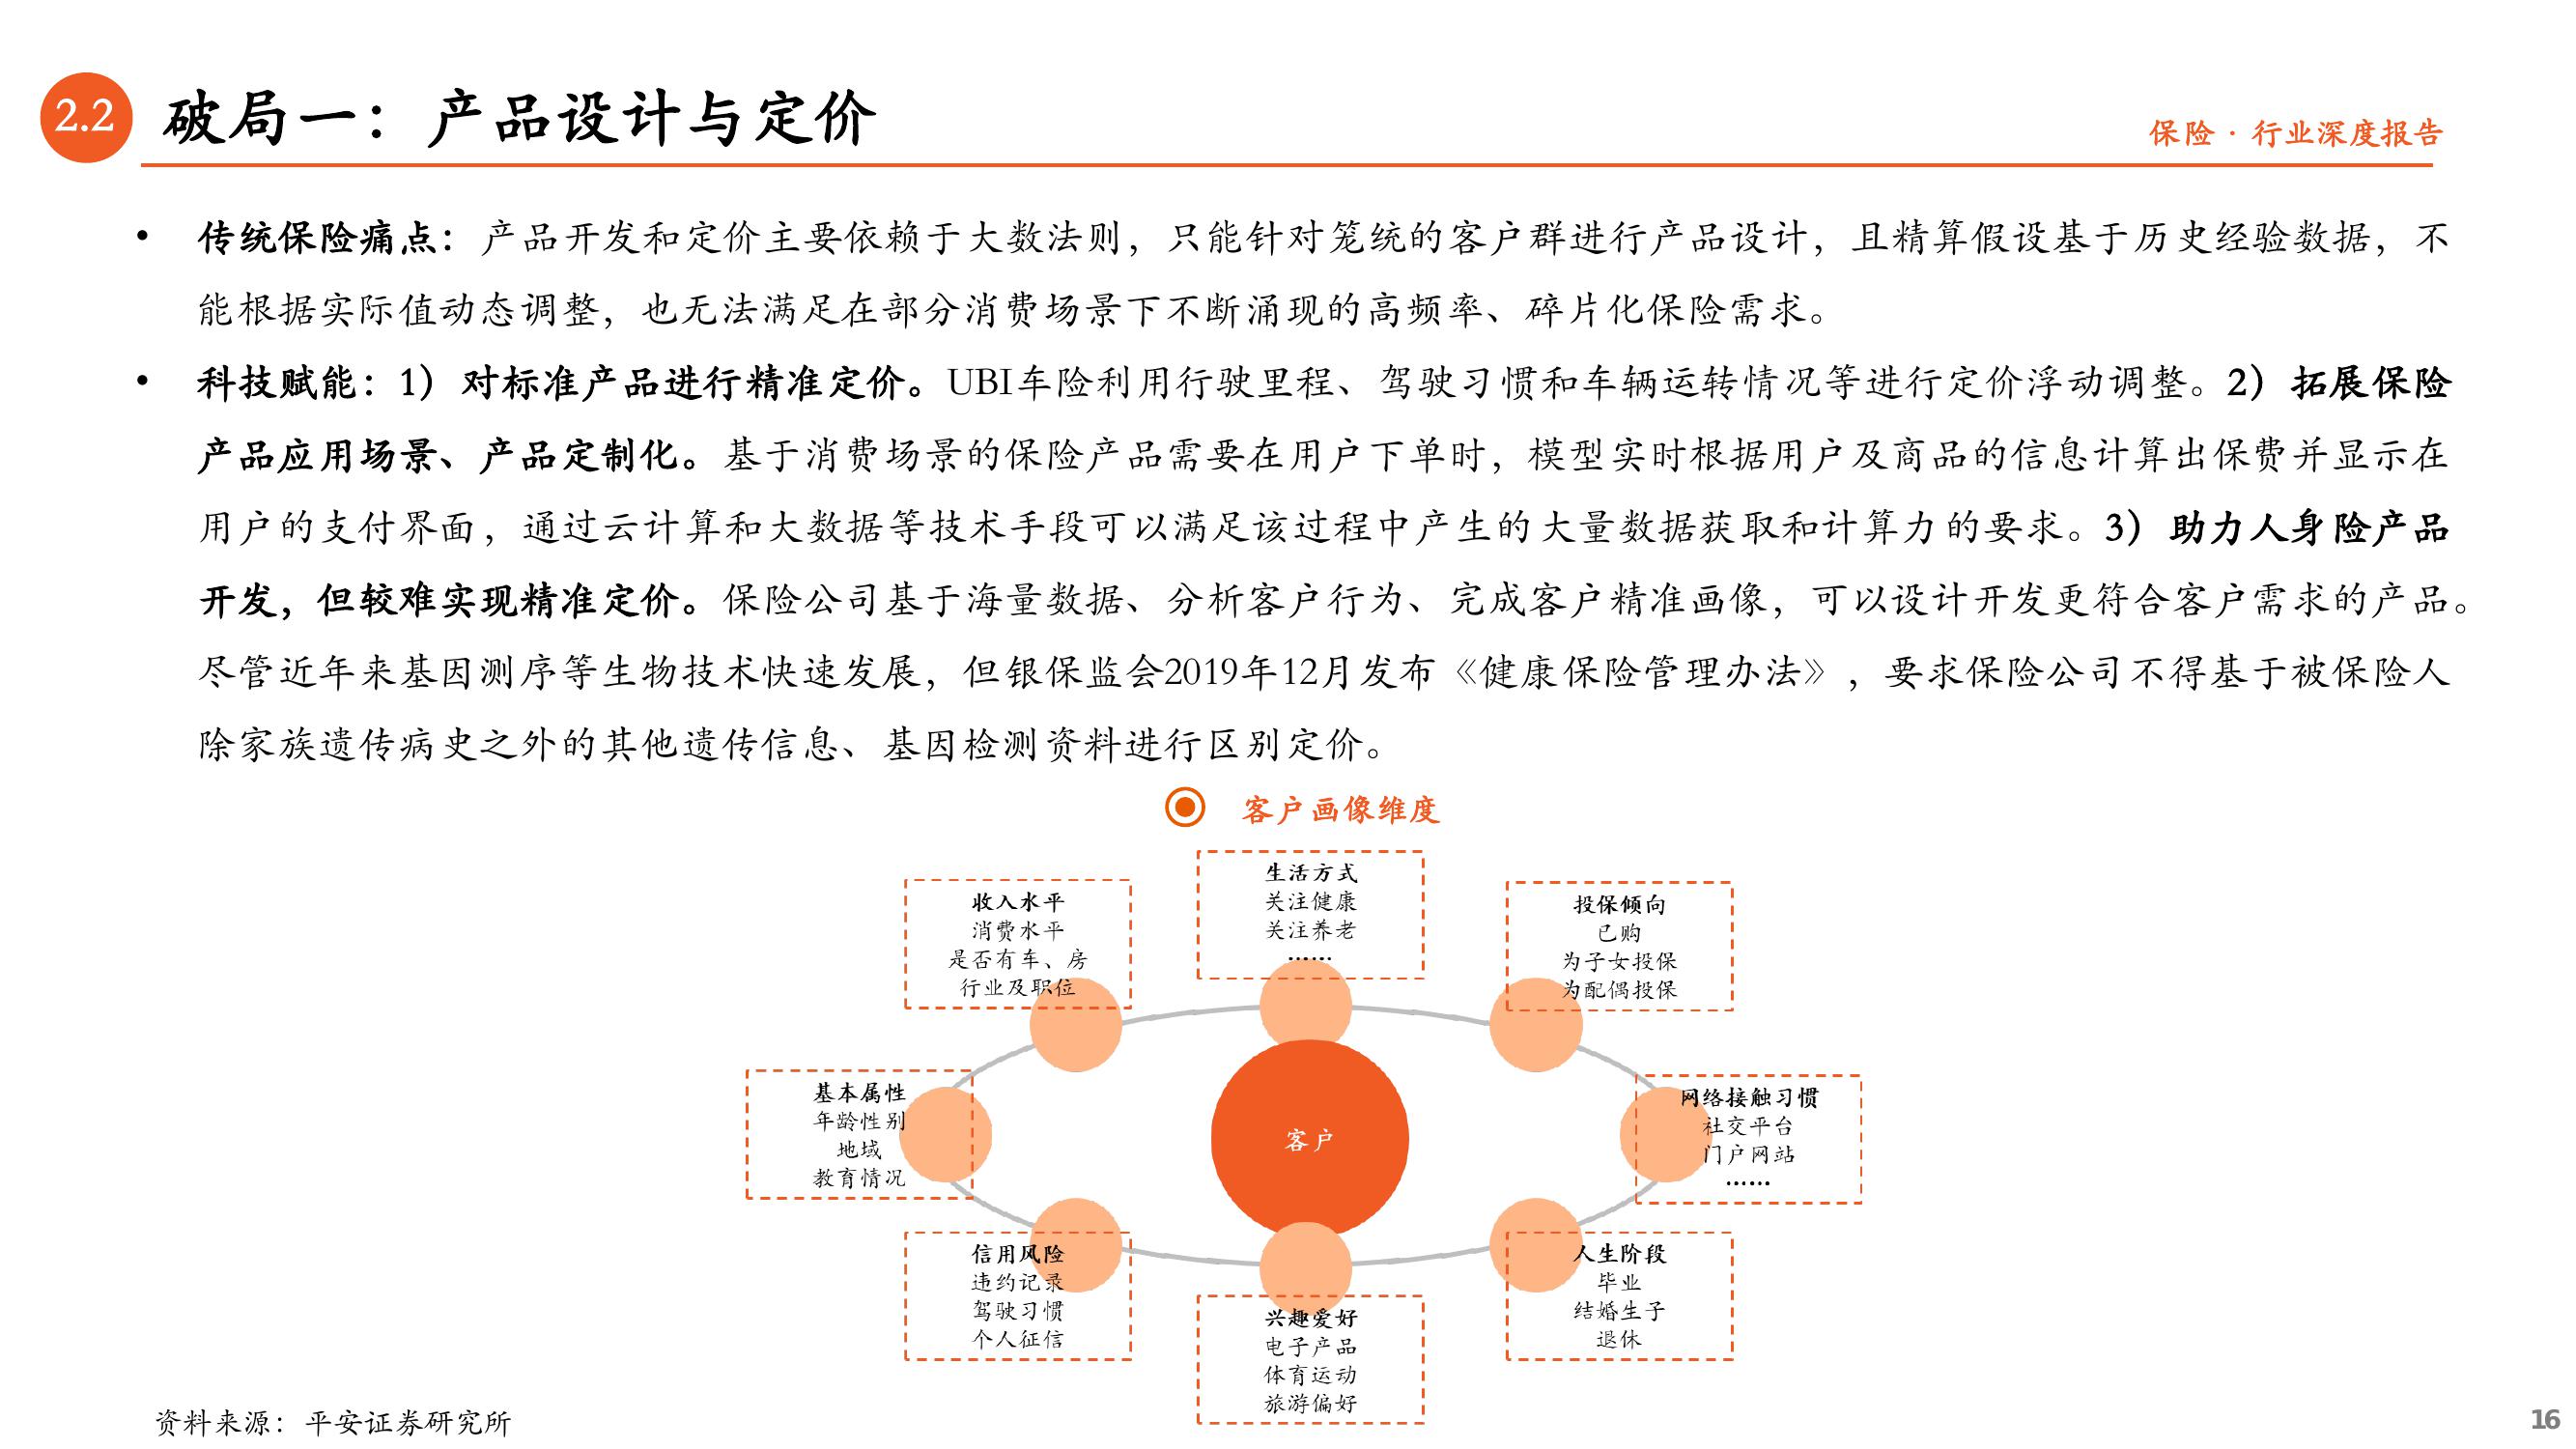 2.2 破局一：产品设计与定价
保险 · 行业深度报告
• 传统保险痛点：产品开发和定价主要依赖于大数法则，只能针对笼统的客户群进行产品设计，且精算假设基于历史经验数据，不
能根据实际值动态调整，也无法满足在部分消费场景下不断涌现的高频率、碎片化保险需求。
• 科技赋能：1）对标准产品进行精准定价。UBI车险利用行驶里程、驾驶习惯和车辆运转情况等进行定价浮动调整。2）拓展保险
产品应用场景、产品定制化。基于消费场景的保险产品需要在用户下单时，模型实时根据用户及商品的信息计算出保费并显示在
用户的支付界面，通过云计算和大数据等技术手段可以满足该过程中产生的大量数据获取和计算力的要求。3）助力人身险产品
开发，但较难实现精准定价。保险公司基于海量数据、分析客户行为、完成客户精准画像，可以设计开发更符合客户需求的产品。
尽管近年来基因测序等生物技术快速发展，但银保监会2019年12月发布《健康保险管理办法》，要求保险公司不得基于被保险人
除家族遗传病史之外的其他遗传信息、基因检测资料进行区别定价。
客户画像维度
生活方式
关注健康
关注养老
……
收入水平
消费水平
是否有车、房
行业及职位
投保倾向
已购
为子女投保
为配偶投保
基本属性
年龄性别
地域
教育情况
客户
网络接触习惯
社交平台
门户网站
……
信用风险
违约记录
驾驶习惯
个人征信
兴趣爱好
电子产品
体育运动
旅游偏好
人生阶段
毕业
结婚生子
退休
资料来源：平安证券研究所
16